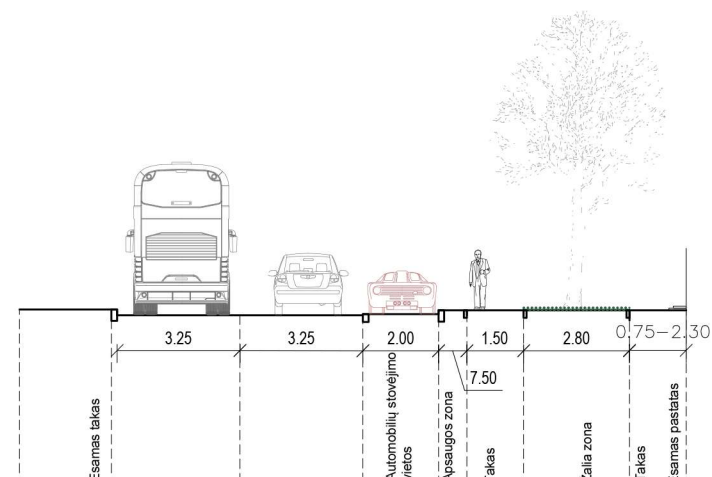 3.25
3.25
2.00
1.50
2.80
0.75-2.30
7.50
Esamas takas
Automobilių stovėjimo
vietos
Apsaugos zona
Takas
Žalia zona
Takas
Esamas pastatas